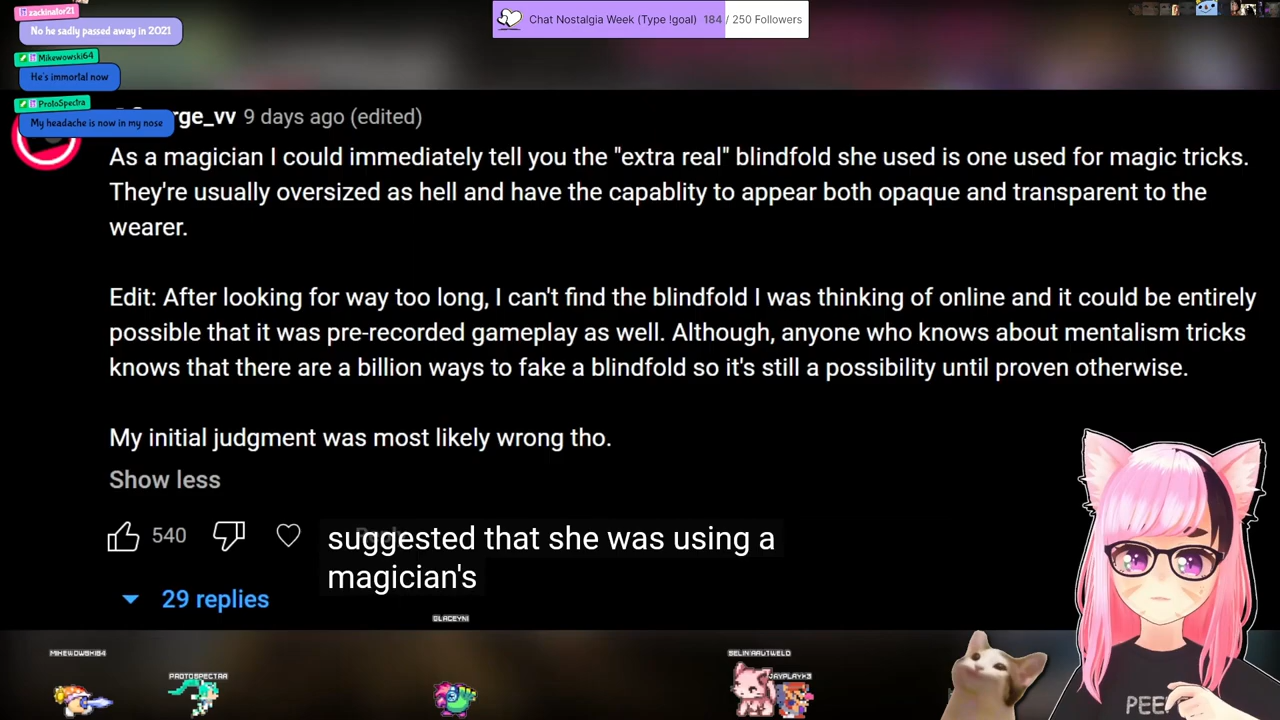 zackinator21
No he sadly passed away in 2021
Mikewowski64
He's immortal now
ProtoSpectra
My headache is now in my nose
Chat Nostalgia Week (Type !goal) 184 / 250 Followers
rge_vv 9 days ago (edited)
As a magician I could immediately tell you the "extra real" blindfold she used is one used for magic tricks.
They're usually oversized as hell and have the capablity to appear both opaque and transparent to the
wearer.
Edit: After looking for way too long, I can't find the blindfold I was thinking of online and it could be entirely
possible that it was pre-recorded gameplay as well. Although, anyone who knows about mentalism tricks
knows that there are a billion ways to fake a blindfold so it's still a possibility until proven otherwise.
My initial judgment was most likely wrong tho.
Show less
540
suggested that she was using a
magician's
29 replies
GLACEYNI
MIKEWOWSKI64
PROTOSPECTRA
JAYPLAYX3
PEE